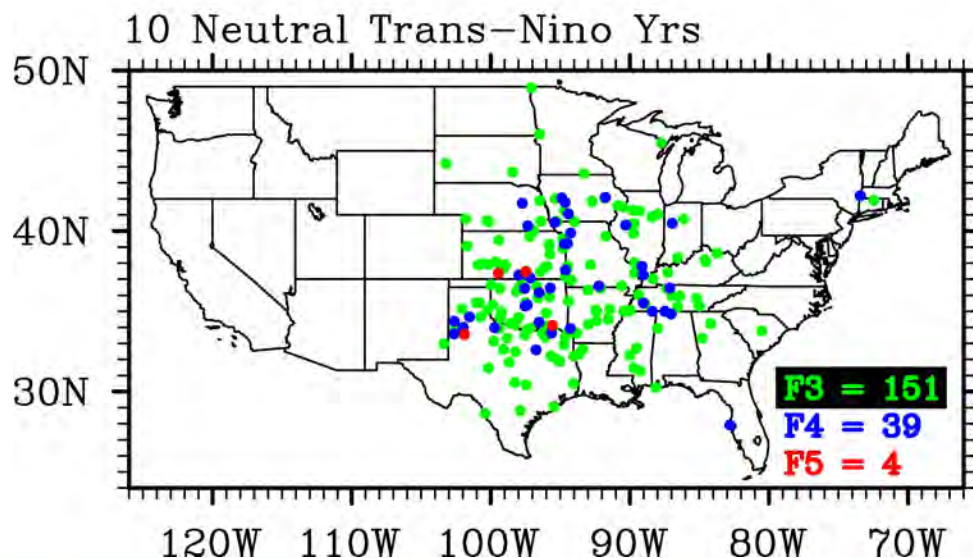 10 Neutral Trans-Nino Yrs
50N
40N
30N
F3 = 151
F4 = 39
F5 = 4
120W 110W 100W 90W 80W 70W